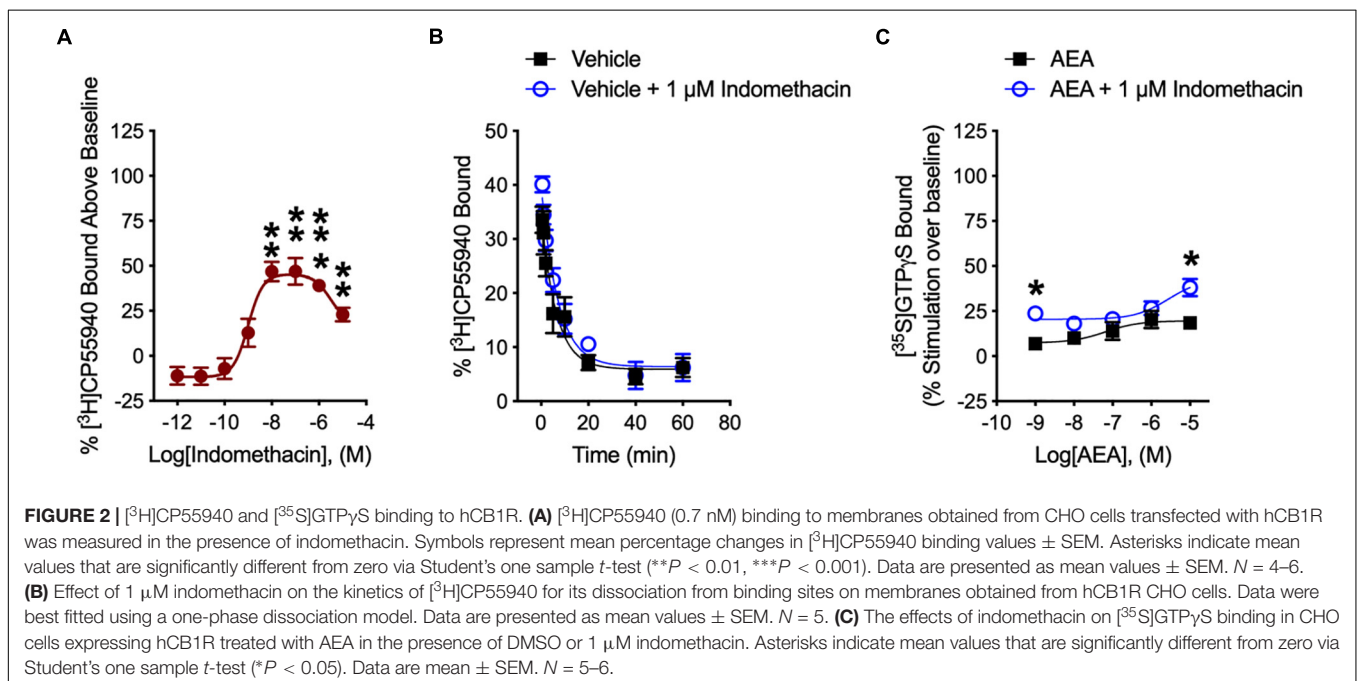 A
% [³H]CP55940 Bound Above Baseline
125
100
75
50
25
0
-25
**
**
***
**
-12 -10 -8 -6 -4
Log[Indomethacin], (M)
B
Vehicle
Vehicle + 1 µM Indomethacin
% [³H]CP55940 Bound
50
40
30
20
10
0
0 20 40 60 80
Time (min)
C
AEA
AEA + 1 µM Indomethacin
[³⁵S]GTPγS Bound
(% Stimulation over baseline)
125
100
75
50
25
0
-25
*
*
-10 -9 -8 -7 -6 -5
Log[AEA], (M)
FIGURE 2 | [³H]CP55940 and [³⁵S]GTPγS binding to hCB1R. (A) [³H]CP55940 (0.7 nM) binding to membranes obtained from CHO cells transfected with hCB1R
was measured in the presence of indomethacin. Symbols represent mean percentage changes in [³H]CP55940 binding values ± SEM. Asterisks indicate mean
values that are significantly different from zero via Student's one sample t-test (**P < 0.01, ***P < 0.001). Data are presented as mean values ± SEM. N = 4–6.
(B) Effect of 1 µM indomethacin on the kinetics of [³H]CP55940 for its dissociation from binding sites on membranes obtained from hCB1R CHO cells. Data were
best fitted using a one-phase dissociation model. Data are presented as mean values ± SEM. N = 5. (C) The effects of indomethacin on [³⁵S]GTPγS binding in CHO
cells expressing hCB1R treated with AEA in the presence of DMSO or 1 µM indomethacin. Asterisks indicate mean values that are significantly different from zero via
Student's one sample t-test (*P < 0.05). Data are mean ± SEM. N = 5–6.